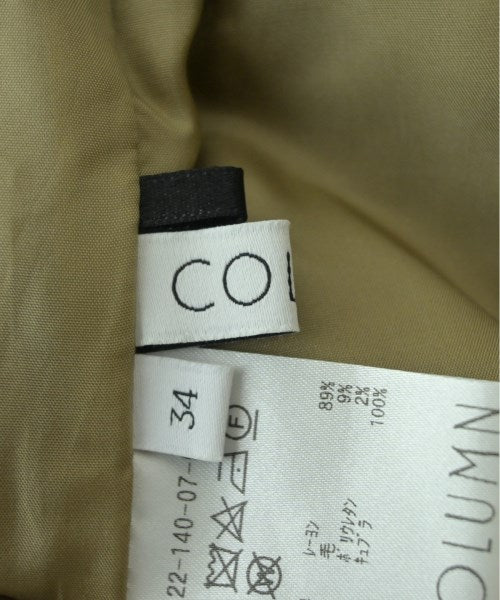 CO L
34
22-140-07-
F
レーヨン 89%
毛 9%
ポリウレタン 2%
キュプラ 100%
OLUMN